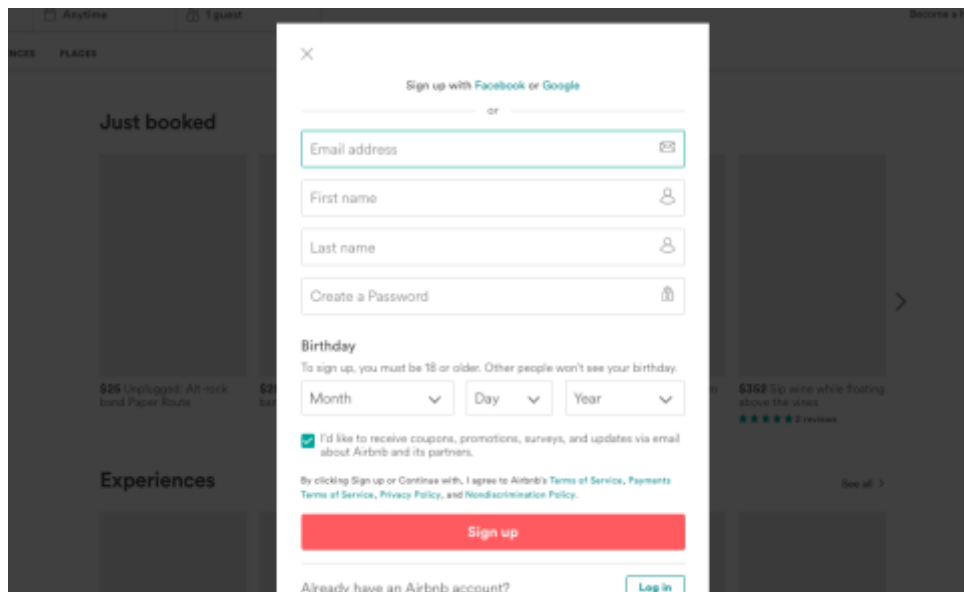 Anytime
1 guest
Become a
NCES
PLACES
Sign up with Facebook or Google
or
Just booked
Email address
First name
Last name
Create a Password
Birthday
To sign up, you must be 18 or older. Other people won't see your birthday.
Month
Day
Year
$25 Unplugged: Alt-rock
band Paper Route
$352 Sip wine while floating
above the vines
2 reviews
I'd like to receive coupons, promotions, surveys, and updates via email
about Airbnb and its partners.
By clicking Sign up or Continue with, I agree to Airbnb's Terms of Service, Payments
Terms of Service, Privacy Policy, and Nondiscrimination Policy.
Experiences
See all
Sign up
Already have an Airbnb account?
Log in